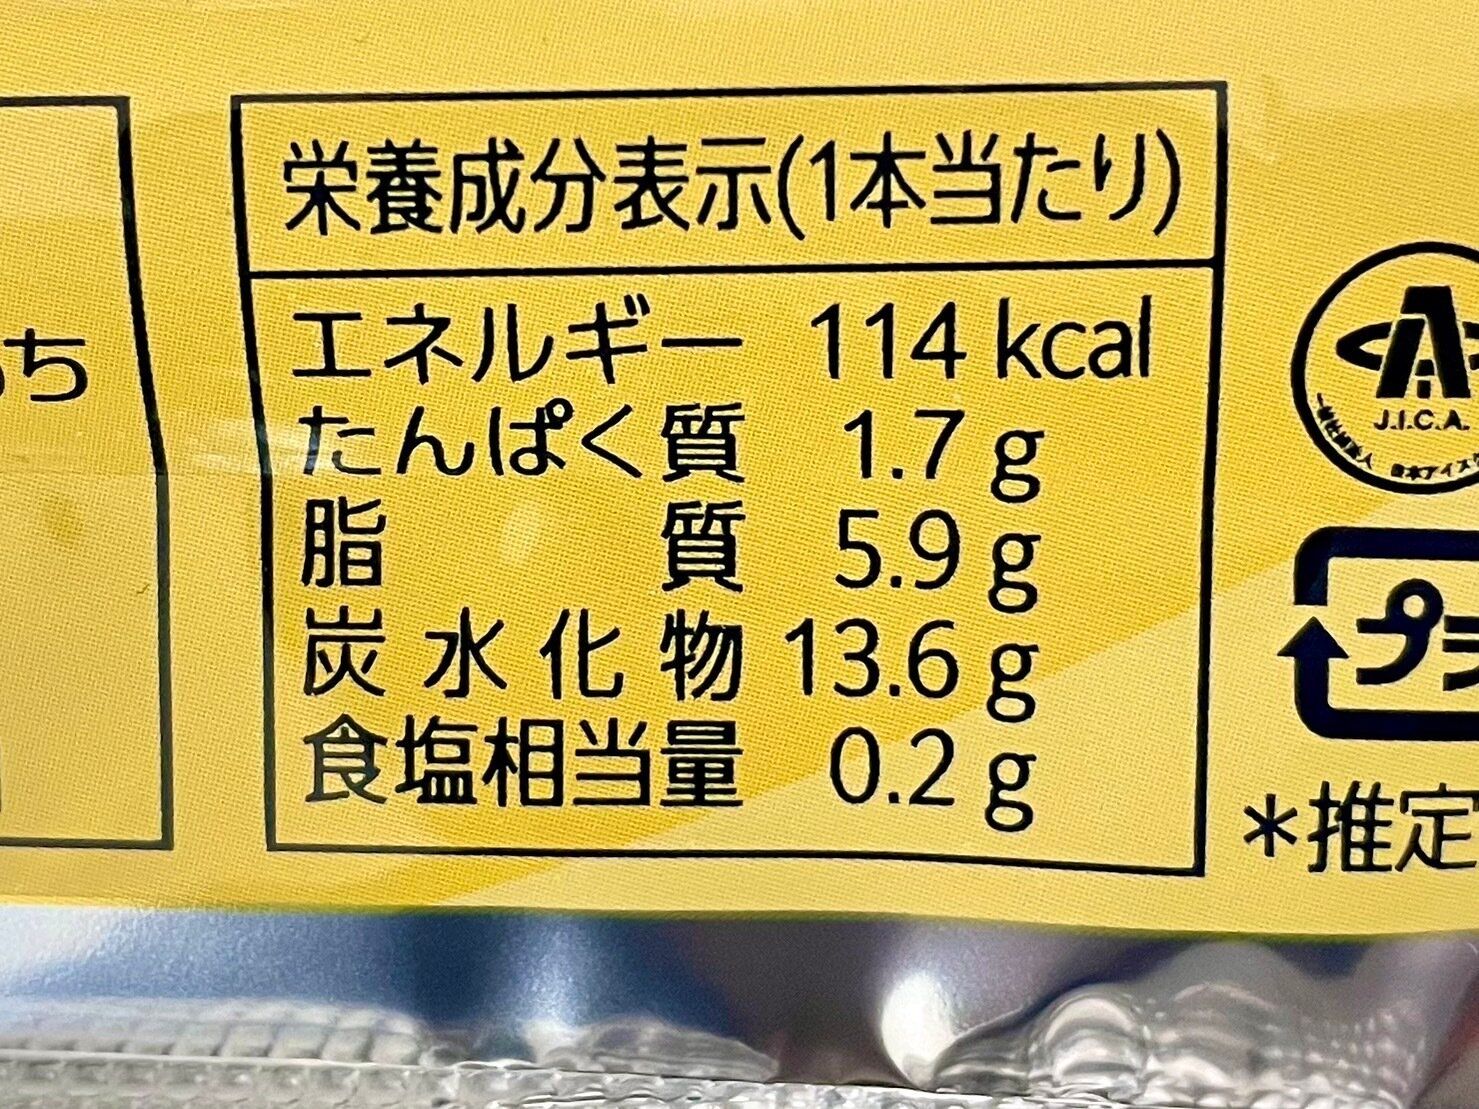 栄養成分表示(1本当たり)
エネルギー 114 kcal
たんぱく質 1.7 g
脂質 5.9 g
炭水化物 13.6 g
食塩相当量 0.2 g
ち
J.I.C.A.
プラ
*推定